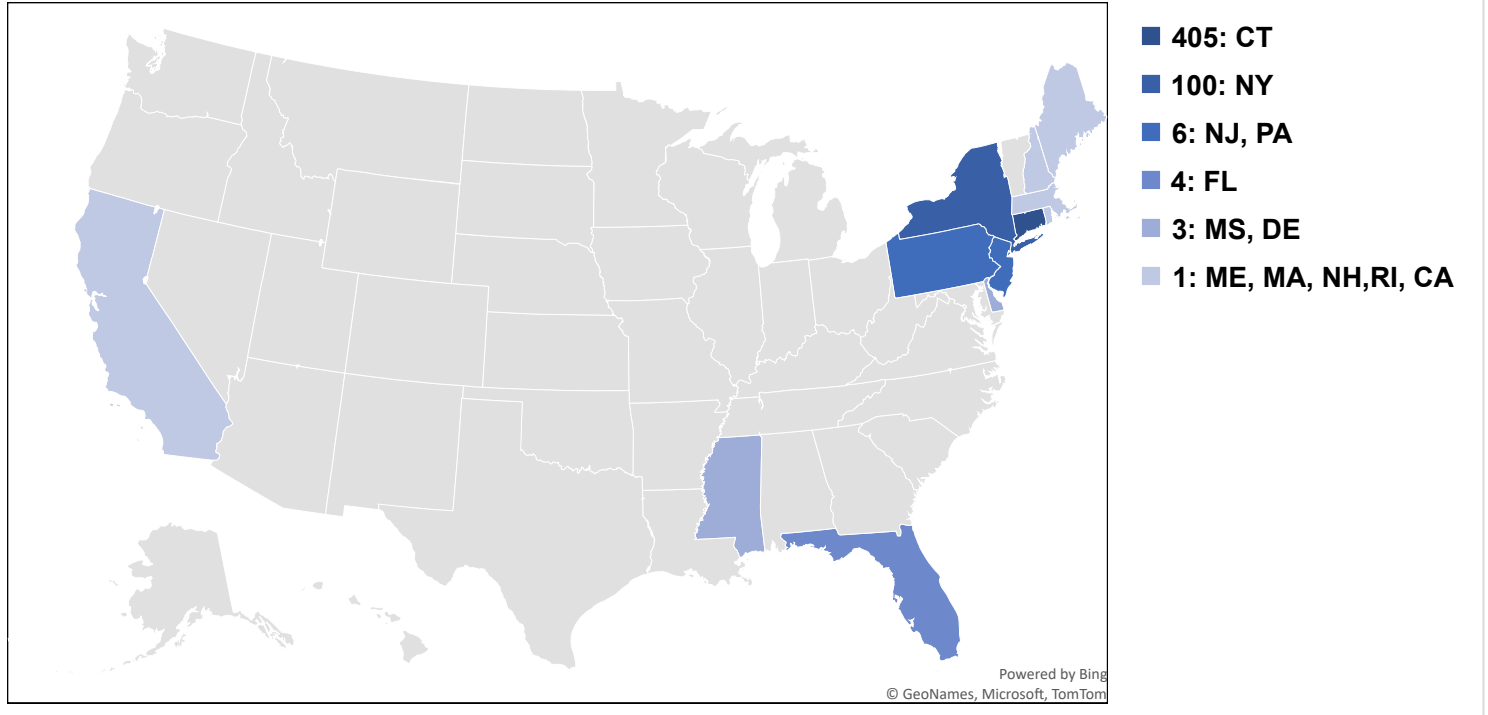 405: CT
100: NY
6: NJ, PA
4: FL
3: MS, DE
1: ME, MA, NH,RI, CA
Powered by Bing
© GeoNames, Microsoft, TomTom